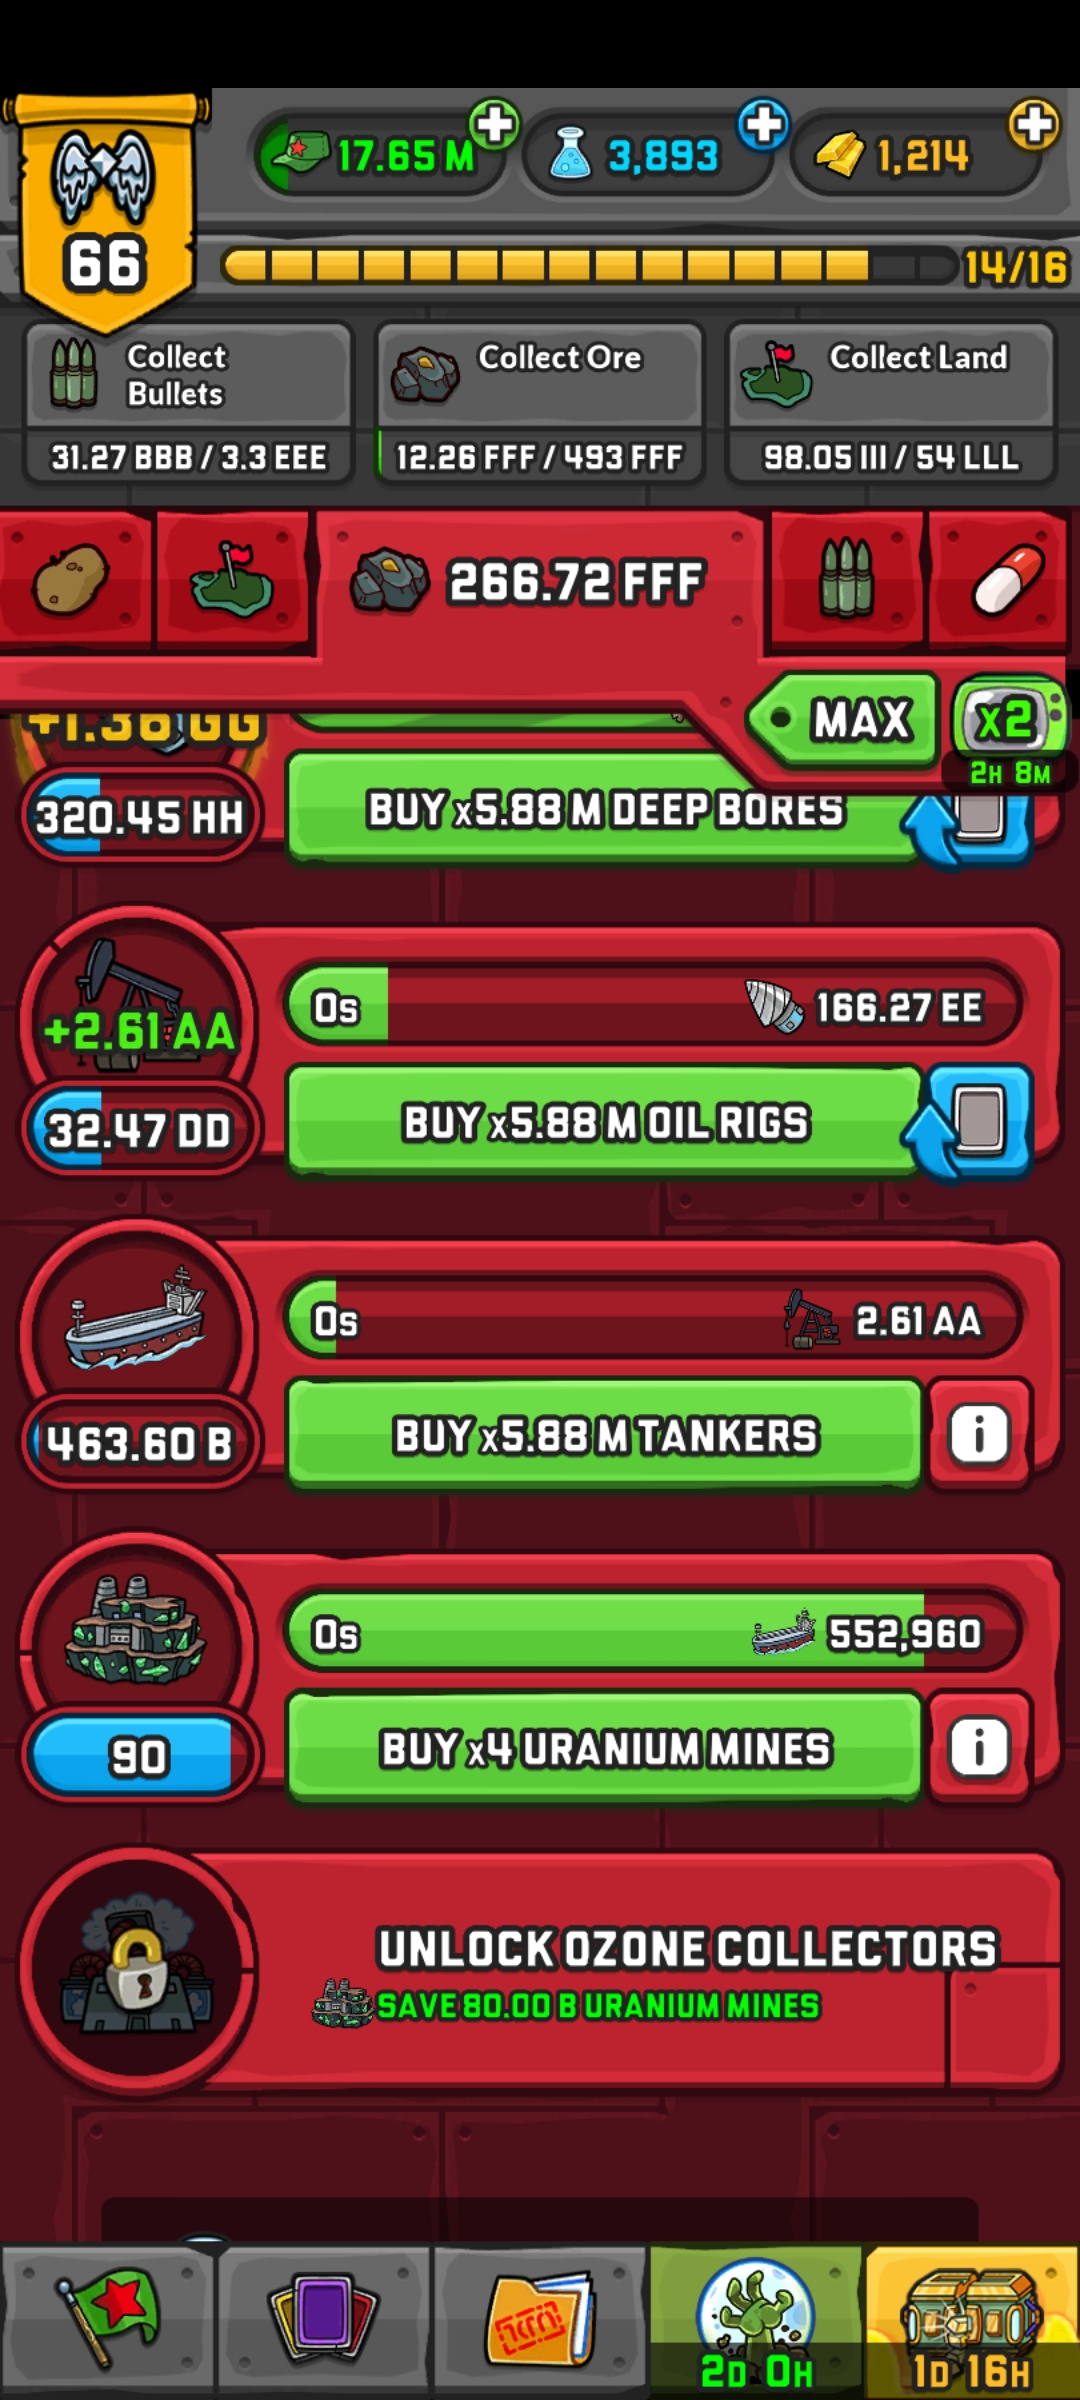 17.65 M
3,893
1,214
66
14/16
Collect
Bullets
31.27 BBB / 3.3 EEE
Collect Ore
12.26 FFF / 493 FFF
Collect Land
98.05 III / 54 LLL
266.72 FFF
MAX
x2
2H 8M
+1.36 GG
320.45 HH
BUY x5.88 M DEEP BORES
+2.61 AA
0s
166.27 EE
32.47 DD
BUY x5.88 M OIL RIGS
0s
2.61 AA
463.60 B
BUY x5.88 M TANKERS
i
0s
552,960
90
BUY x4 URANIUM MINES
i
UNLOCK OZONE COLLECTORS
SAVE 80.00 B URANIUM MINES
2D 0H
1D 16H